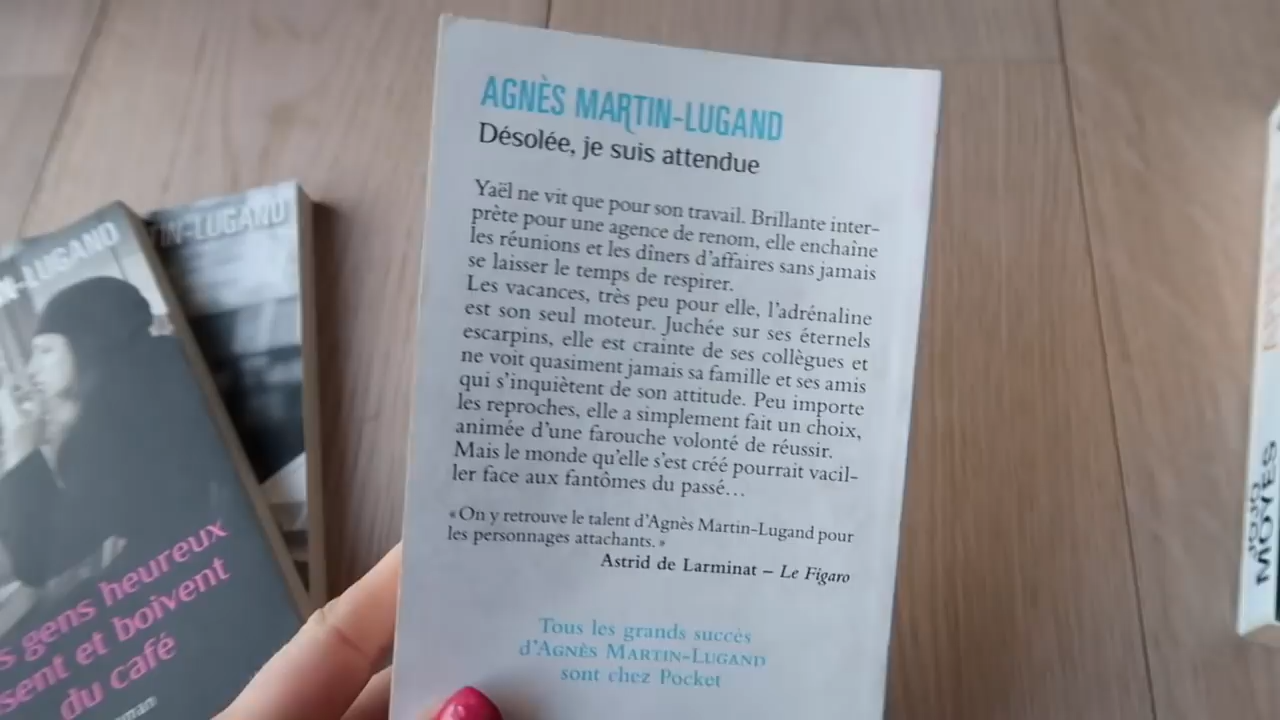 AGNÈS MARTIN-LUGAND
Désolée, je suis attendue
Yaël ne vit que pour son travail. Brillante inter-
prète pour une agence de renom, elle enchaîne
les réunions et les dîners d'affaires sans jamais
se laisser le temps de respirer.
Les vacances, très peu pour elle, l'adrénaline
est son seul moteur. Juchée sur ses éternels
escarpins, elle est crainte de ses collègues et
ne voit quasiment jamais sa famille et ses amis
qui s'inquiètent de son attitude. Peu importe
les reproches, elle a simplement fait un choix,
animée d'une farouche volonté de réussir.
Mais le monde qu'elle s'est créé pourrait vacil-
ler face aux fantômes du passé…
« On y retrouve le talent d'Agnès Martin-Lugand pour
les personnages attachants. »
Astrid de Larminat – Le Figaro
Tous les grands succès
d'AGNÈS MARTIN-LUGAND
sont chez Pocket
IN-LUGAND
TIN-LUGAND
s gens heureux
sent et boivent
du café
JOJO
MOYES